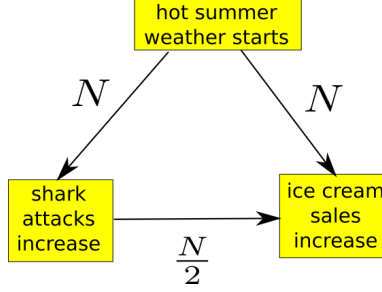 hot summer
weather starts
N
N
shark
attacks
increase
ice cream
sales
increase
N
2